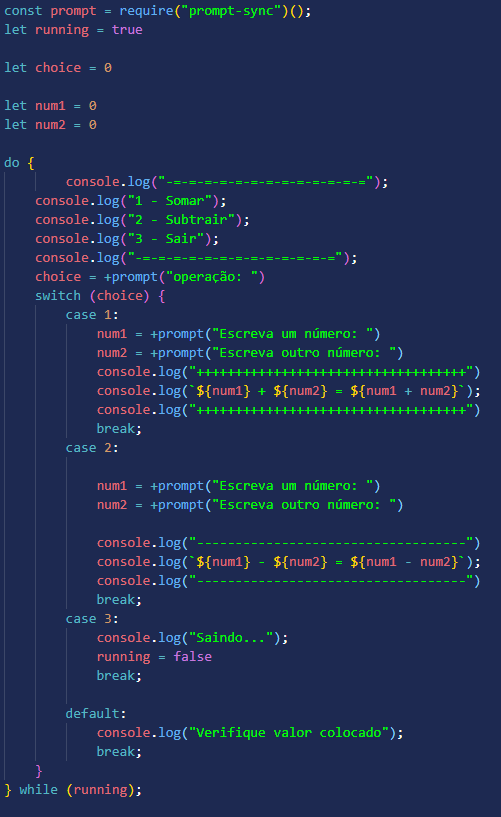 const prompt = require("prompt-sync")();
let running = true
let choice = 0
let num1 = 0
let num2 = 0
do {
console.log("-=-=-=-=-=-=-=-=-=-=-=-=-=");
console.log("1 - Somar");
console.log("2 - Subtrair");
console.log("3 - Sair");
console.log("-=-=-=-=-=-=-=-=-=-=-=-=-=");
choice = +prompt("operação: ")
switch (choice) {
case 1:
num1 = +prompt("Escreva um número: ")
num2 = +prompt("Escreva outro número: ")
console.log("+++++++++++++++++++++++++++++++++++")
console.log(`${num1} + ${num2} = ${num1 + num2}`);
console.log("+++++++++++++++++++++++++++++++++++")
break;
case 2:
num1 = +prompt("Escreva um número: ")
num2 = +prompt("Escreva outro número: ")
console.log("-----------------------------------")
console.log(`${num1} - ${num2} = ${num1 - num2}`);
console.log("-----------------------------------")
break;
case 3:
console.log("Saindo...");
running = false
break;
default:
console.log("Verifique valor colocado");
break;
}
} while (running);